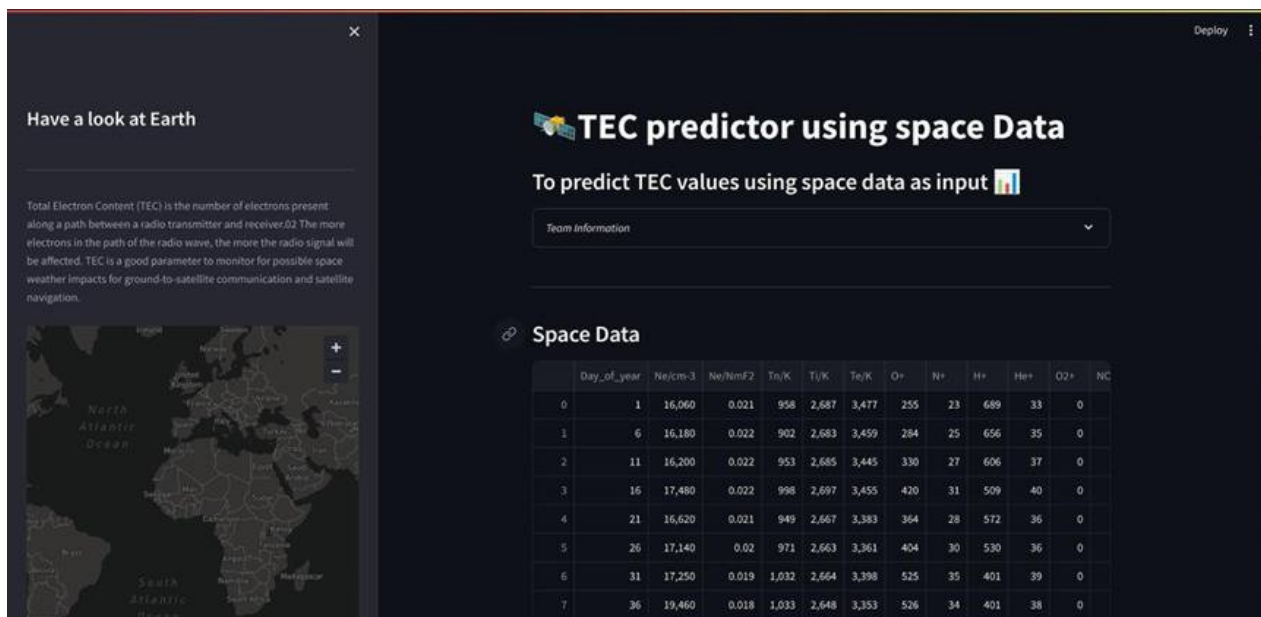 Deploy
Have a look at Earth
Total Electron Content (TEC) is the number of electrons present
along a path between a radio transmitter and receiver.02 The more
electrons in the path of the radio wave, the more the radio signal will
be affected. TEC is a good parameter to monitor for possible space
weather impacts for ground-to-satellite communication and satellite
navigation.
+
−
Norway
United
Kingdom
North
Atlantic
Ocean
Brazil
Angola
Namibia
Madagascar
South
Atlantic
TEC predictor using space Data
To predict TEC values using space data as input
Team Information
Space Data
Day_of_year Ne/cm-3 Ne/NmF2 Tn/K Ti/K Te/K O+ N+ H+ He+ O2+ NC
0 1 16,060 0.021 958 2,687 3,477 255 23 689 33 0
1 6 16,180 0.022 902 2,683 3,459 284 25 656 35 0
2 11 16,200 0.022 953 2,685 3,445 330 27 606 37 0
3 16 17,480 0.022 998 2,697 3,455 420 31 509 40 0
4 21 16,620 0.021 949 2,667 3,383 364 28 572 36 0
5 26 17,140 0.02 971 2,663 3,361 404 30 530 36 0
6 31 17,250 0.019 1,032 2,664 3,398 525 35 401 39 0
7 36 19,460 0.018 1,033 2,648 3,353 526 34 401 38 0